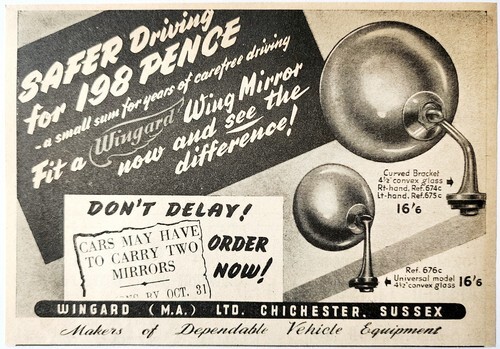 SAFER Driving
for 198 PENCE
- a small sum for years of carefree driving
Fit a Wingard Wing Mirror
now and see the
difference!
Curved Bracket
4½" convex glass
Rt-hand. Ref. 674c
Lt-hand. Ref. 675c
16'6
DON'T DELAY!
CARS MAY HAVE
TO CARRY TWO
MIRRORS
BY OCT. 31
ORDER
NOW!
Ref. 676c
Universal model
4½" convex glass
16'6
WINGARD (M.A.) LTD. CHICHESTER. SUSSEX
Makers of Dependable Vehicle Equipment